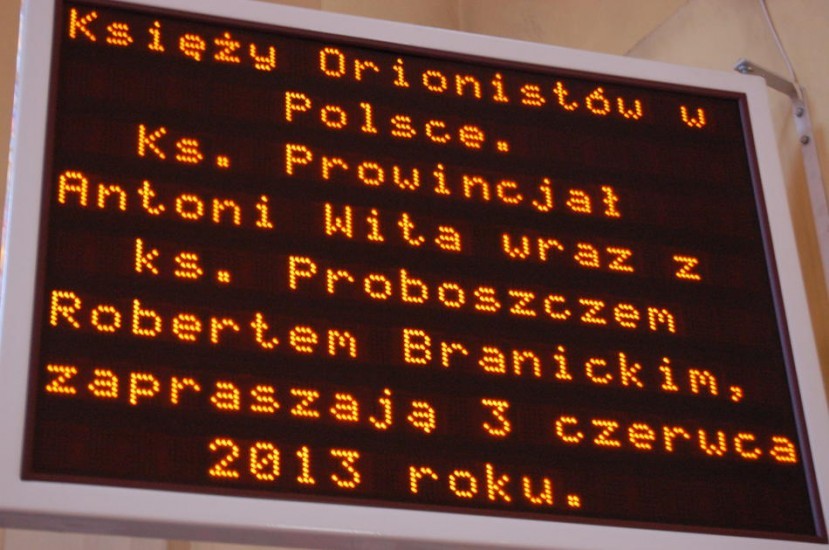 Księży Orionistów w
Polsce.
Ks. Prowincjał
Antoni Wita wraz z
ks. Proboszczem
Robertem Branickim,
zapraszają 3 czerwca
2013 roku.